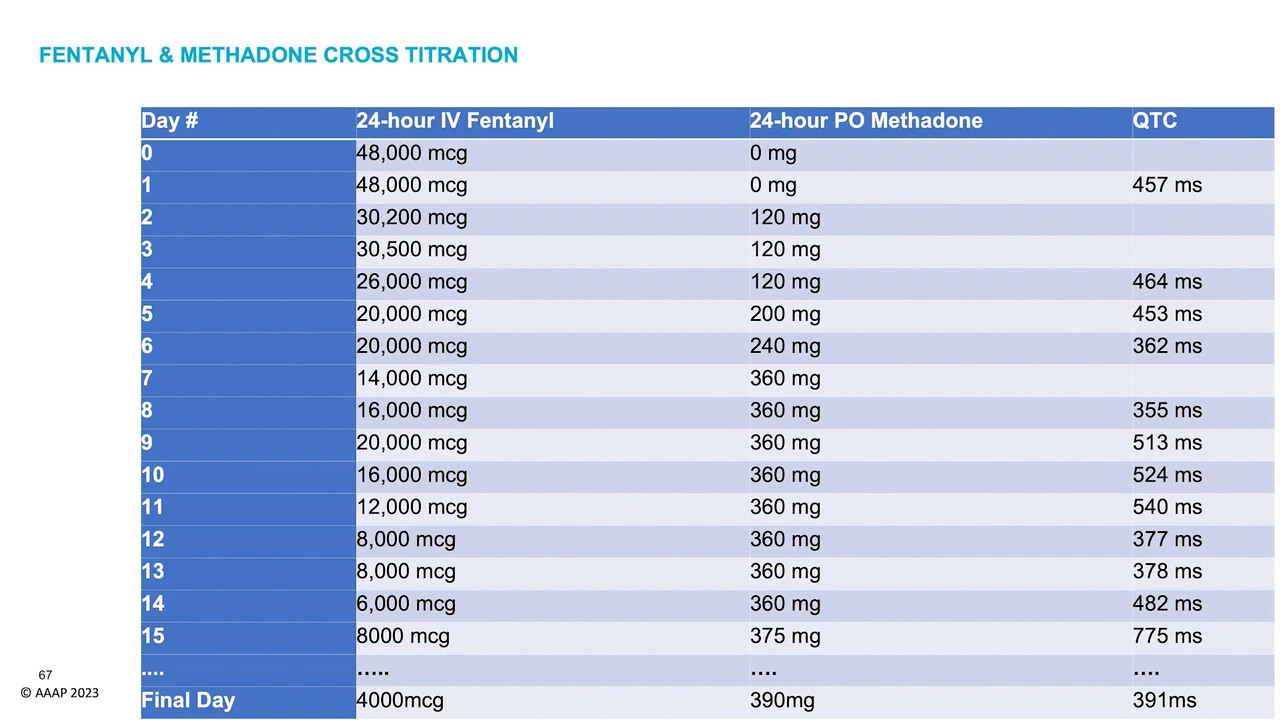 FENTANYL & METHADONE CROSS TITRATION
Day # 24-hour IV Fentanyl 24-hour PO Methadone QTC
0 48,000 mcg 0 mg
1 48,000 mcg 0 mg 457 ms
2 30,200 mcg 120 mg
3 30,500 mcg 120 mg
4 26,000 mcg 120 mg 464 ms
5 20,000 mcg 200 mg 453 ms
6 20,000 mcg 240 mg 362 ms
7 14,000 mcg 360 mg
8 16,000 mcg 360 mg 355 ms
9 20,000 mcg 360 mg 513 ms
10 16,000 mcg 360 mg 524 ms
11 12,000 mcg 360 mg 540 ms
12 8,000 mcg 360 mg 377 ms
13 8,000 mcg 360 mg 378 ms
14 6,000 mcg 360 mg 482 ms
15 8000 mcg 375 mg 775 ms
.... ..... .... ....
Final Day 4000mcg 390mg 391ms
67
© AAAP 2023